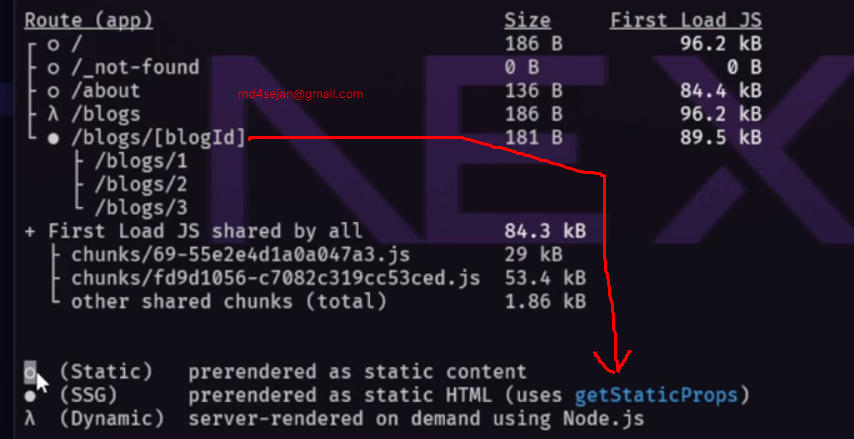 Route (app) Size First Load JS
┌ ○ / 186 B 96.2 kB
├ ○ /_not-found 0 B 0 B
├ ○ /about 136 B 84.4 kB
md4sejan@gmail.com
├ λ /blogs 186 B 96.2 kB
└ ● /blogs/[blogId] 181 B 89.5 kB
├ /blogs/1
├ /blogs/2
└ /blogs/3
+ First Load JS shared by all 84.3 kB
├ chunks/69-55e2e4d1a0a047a3.js 29 kB
├ chunks/fd9d1056-c7082c319cc53ced.js 53.4 kB
└ other shared chunks (total) 1.86 kB
○ (Static) prerendered as static content
● (SSG) prerendered as static HTML (uses getStaticProps)
λ (Dynamic) server-rendered on demand using Node.js
NEX